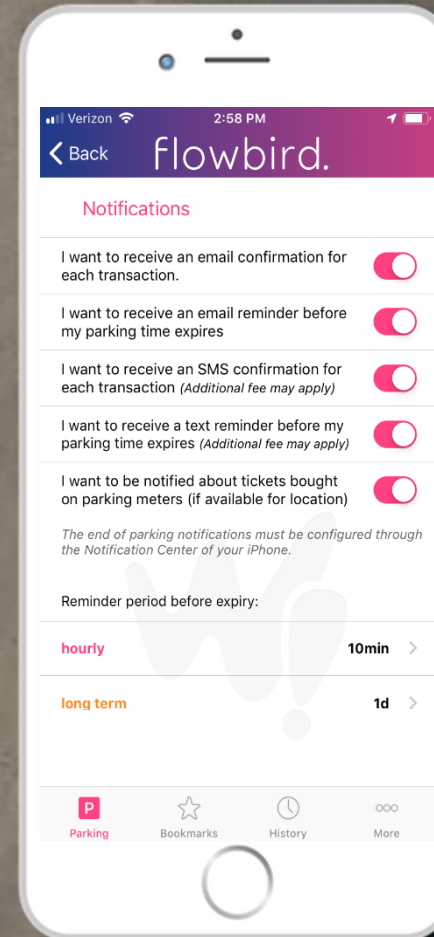 Verizon 2:58 PM
Back flowbird.
Notifications
I want to receive an email confirmation for
each transaction.
I want to receive an email reminder before
my parking time expires
I want to receive an SMS confirmation for
each transaction (Additional fee may apply)
I want to receive a text reminder before my
parking time expires (Additional fee may apply)
I want to be notified about tickets bought
on parking meters (if available for location)
The end of parking notifications must be configured through
the Notification Center of your iPhone.
Reminder period before expiry:
hourly 10min
long term 1d
P
Parking Bookmarks History More